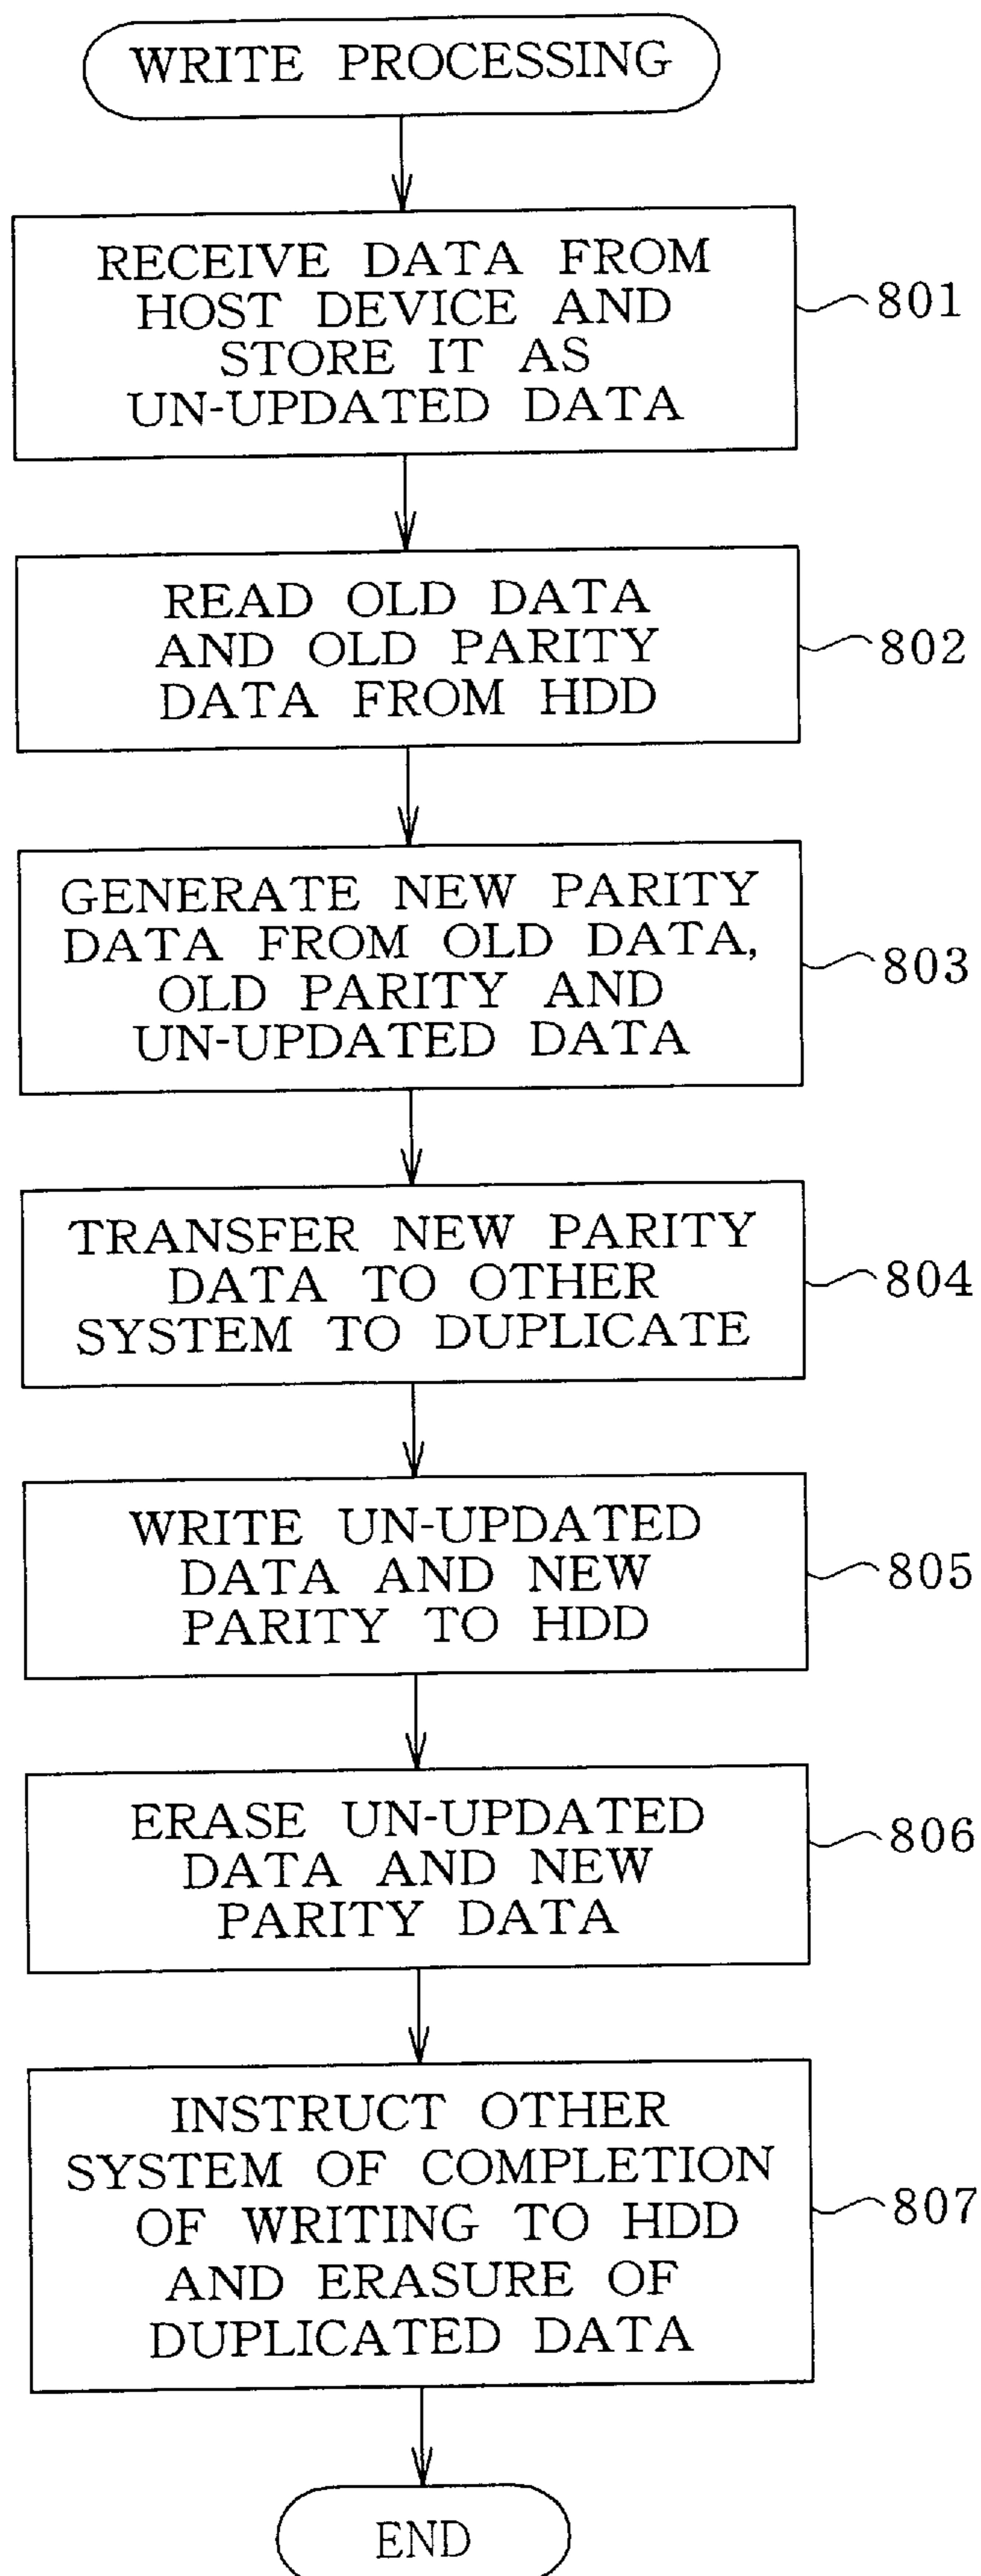 WRITE PROCESSING
RECEIVE DATA FROM
HOST DEVICE AND
STORE IT AS
UN-UPDATED DATA
801
READ OLD DATA
AND OLD PARITY
DATA FROM HDD
802
GENERATE NEW PARITY
DATA FROM OLD DATA,
OLD PARITY AND
UN-UPDATED DATA
803
TRANSFER NEW PARITY
DATA TO OTHER
SYSTEM TO DUPLICATE
804
WRITE UN-UPDATED
DATA AND NEW
PARITY TO HDD
805
ERASE UN-UPDATED
DATA AND NEW
PARITY DATA
806
INSTRUCT OTHER
SYSTEM OF COMPLETION
OF WRITING TO HDD
AND ERASURE OF
DUPLICATED DATA
807
END